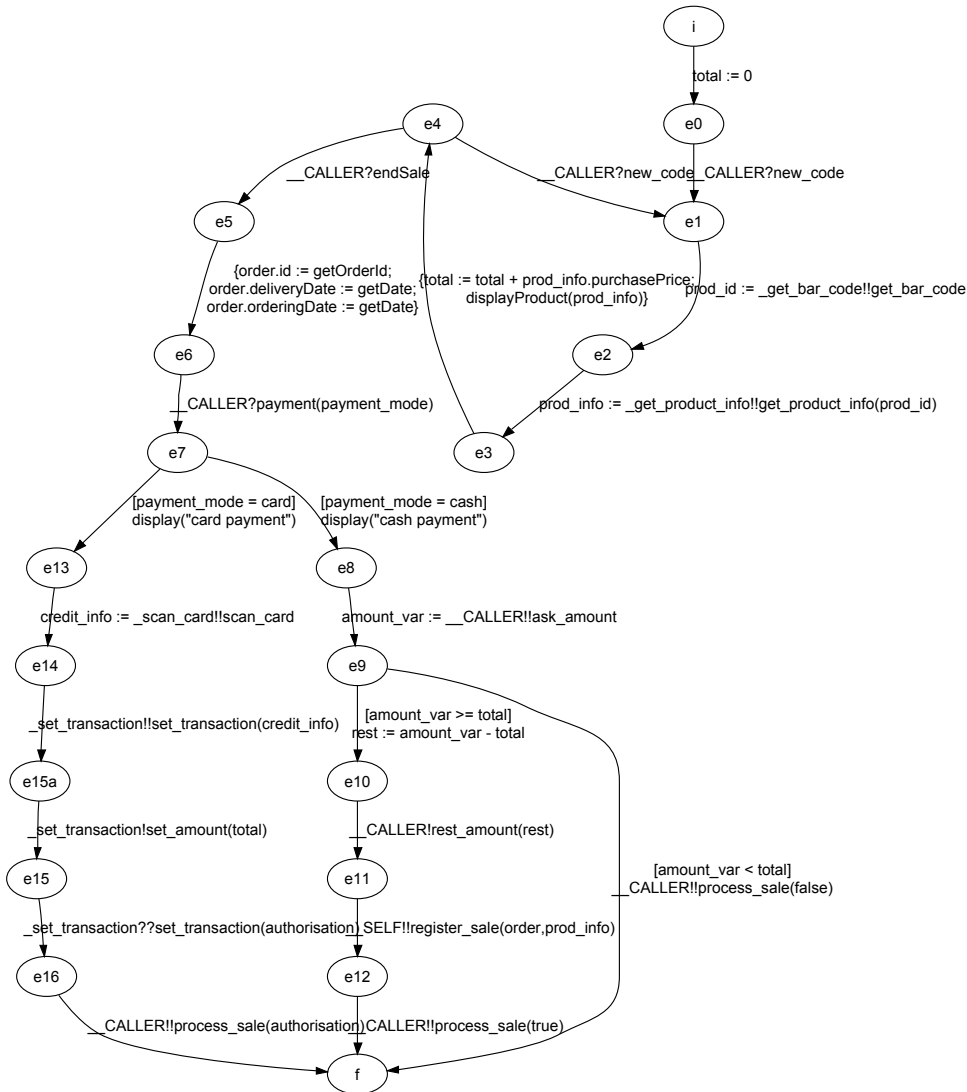 i
total := 0
e4
e0
__CALLER?endSale
__CALLER?new_code
__CALLER?new_code
e5
e1
{order.id := getOrderId;
order.deliveryDate := getDate;
order.orderingDate := getDate}
{total := total + prod_info.purchasePrice;
displayProduct(prod_info)}
prod_id := _get_bar_code!!get_bar_code
e6
e2
__CALLER?payment(payment_mode)
prod_info := _get_product_info!!get_product_info(prod_id)
e7
e3
[payment_mode = card]
display("card payment")
[payment_mode = cash]
display("cash payment")
e13
e8
credit_info := _scan_card!!scan_card
amount_var := __CALLER!!ask_amount
e14
e9
_set_transaction!!set_transaction(credit_info)
[amount_var >= total]
rest := amount_var - total
e15a
e10
_set_transaction!set_amount(total)
__CALLER!rest_amount(rest)
[amount_var < total]
__CALLER!!process_sale(false)
e15
e11
_set_transaction??set_transaction(authorisation)
_SELF!!register_sale(order,prod_info)
e16
e12
__CALLER!!process_sale(authorisation)
__CALLER!!process_sale(true)
f